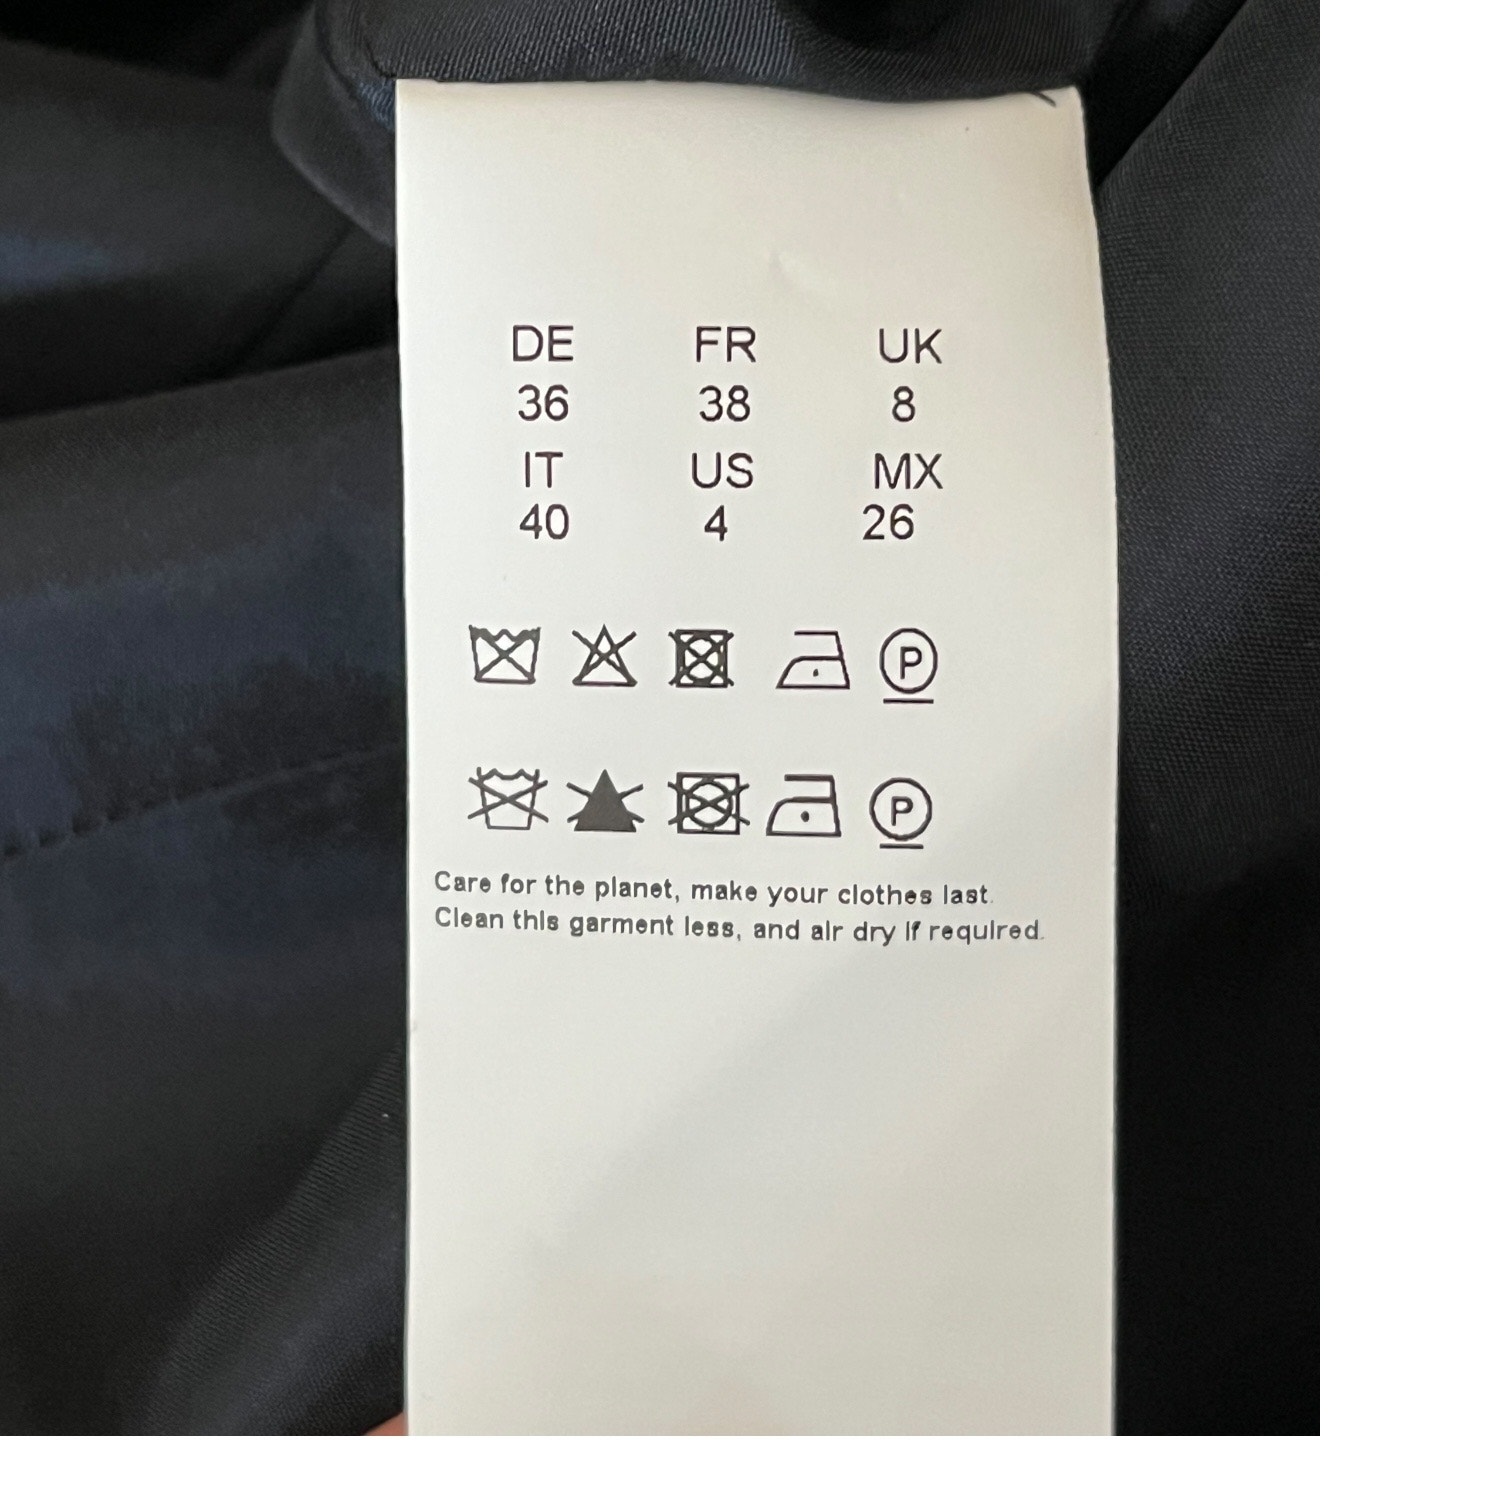 DE FR UK
36 38 8
IT US MX
40 4 26
P
P
Care for the planet, make your clothes last.
Clean this garment less, and air dry if required.